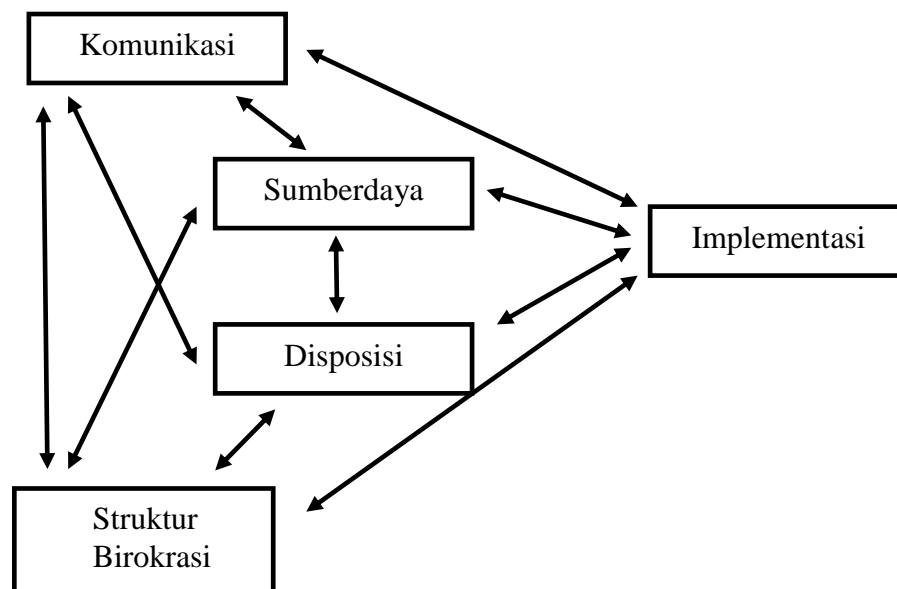 Komunikasi
Sumberdaya
Implementasi
Disposisi
Struktur
Birokrasi